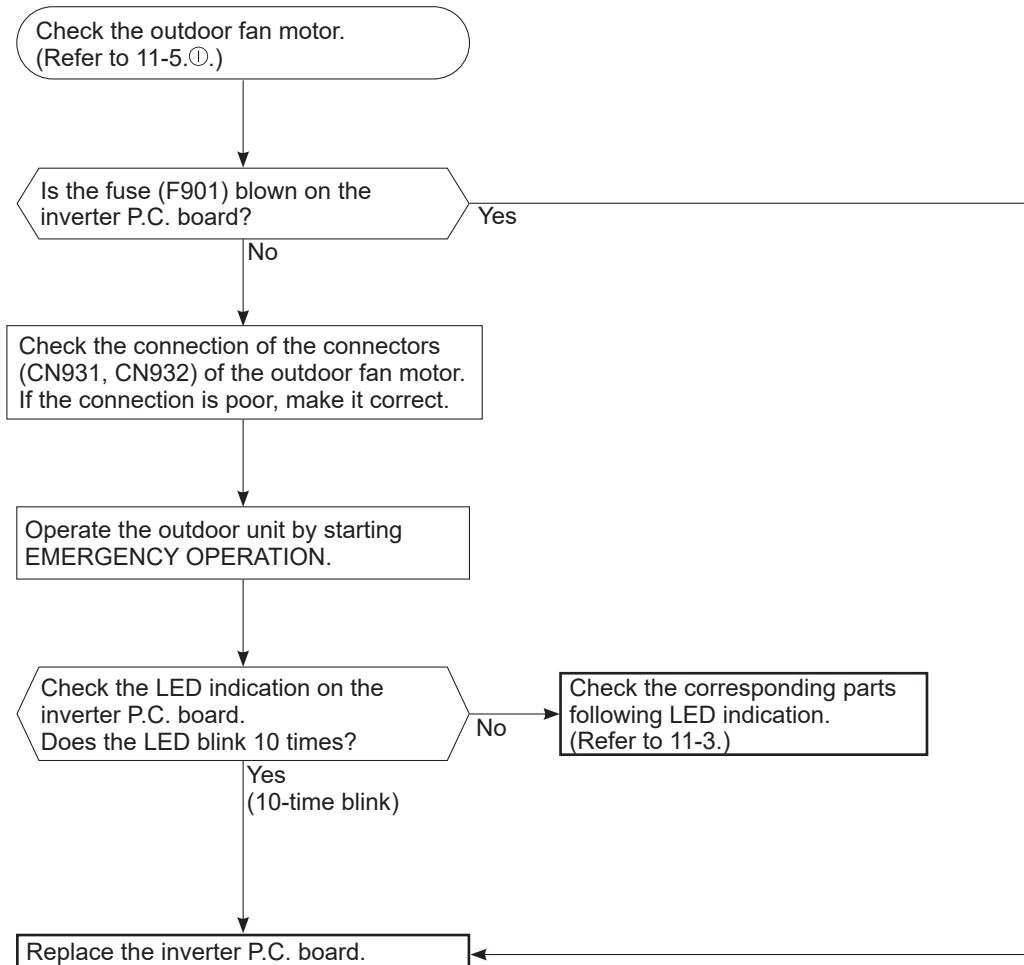 Check the outdoor fan motor.
(Refer to 11-5.Ⓘ.)
Is the fuse (F901) blown on the
inverter P.C. board?
Yes
No
Check the connection of the connectors
(CN931, CN932) of the outdoor fan motor.
If the connection is poor, make it correct.
Operate the outdoor unit by starting
EMERGENCY OPERATION.
Check the LED indication on the
inverter P.C. board.
Does the LED blink 10 times?
No
Check the corresponding parts
following LED indication.
(Refer to 11-3.)
Yes
(10-time blink)
Replace the inverter P.C. board.